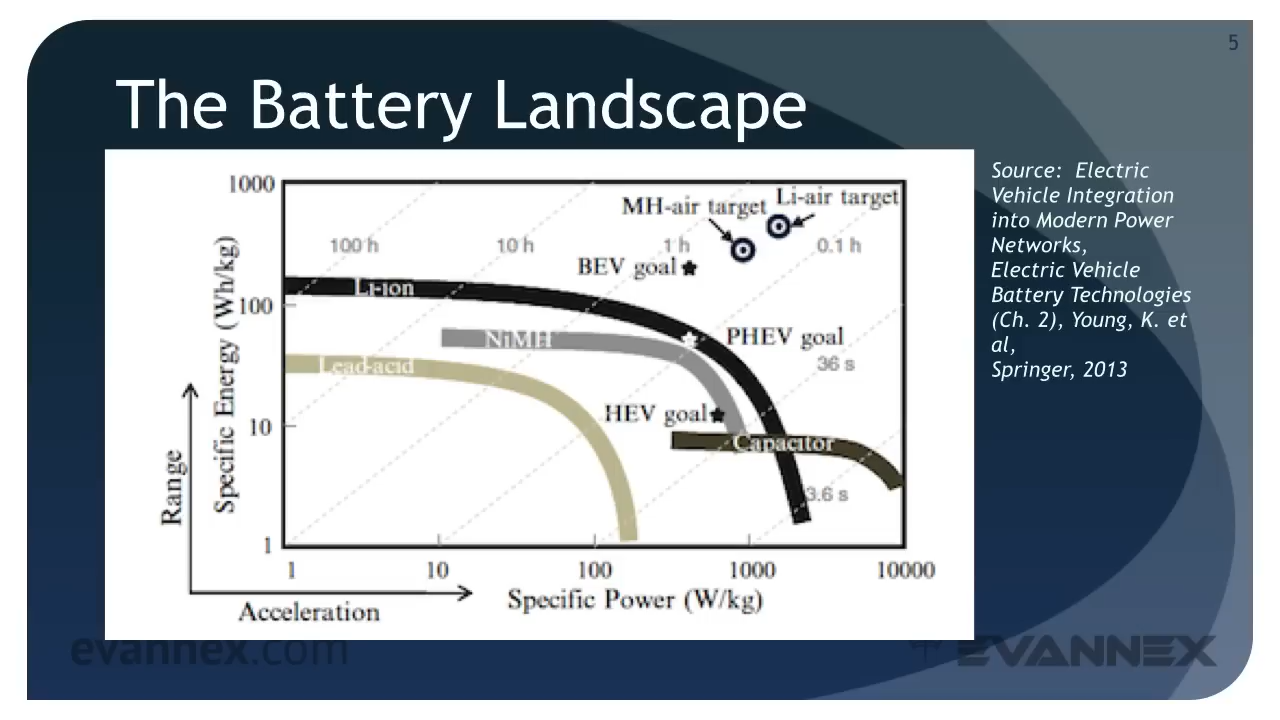 5
The Battery Landscape
Source: Electric
Vehicle Integration
into Modern Power
Networks,
Electric Vehicle
Battery Technologies
(Ch. 2), Young, K. et
al,
Springer, 2013
1000
100
10
1
Specific Energy (Wh/kg)
Range
MH-air target
Li-air target
100 h
10 h
1 h
0.1 h
BEV goal
Li-ion
NiMH
PHEV goal
Lead-acid
36 s
HEV goal
Capacitor
3.6 s
1
10
100
1000
10000
Specific Power (W/kg)
Acceleration
evannex.com
EVANNEX